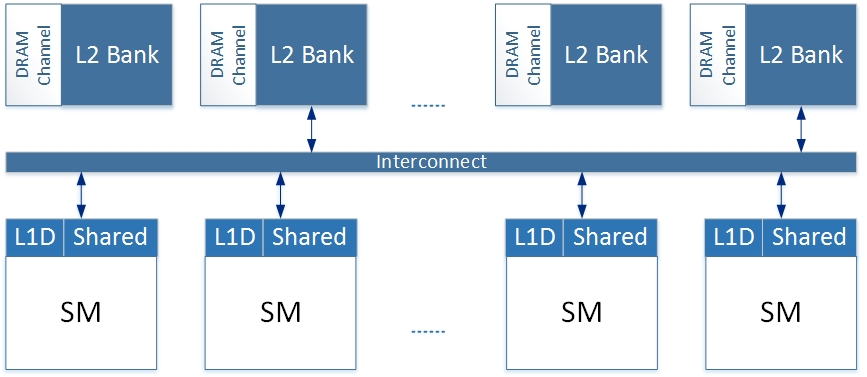 DRAM
Channel
L2 Bank
DRAM
Channel
L2 Bank
......
DRAM
Channel
L2 Bank
DRAM
Channel
L2 Bank
Interconnect
L1D Shared
L1D Shared
L1D Shared
L1D Shared
SM
SM
......
SM
SM